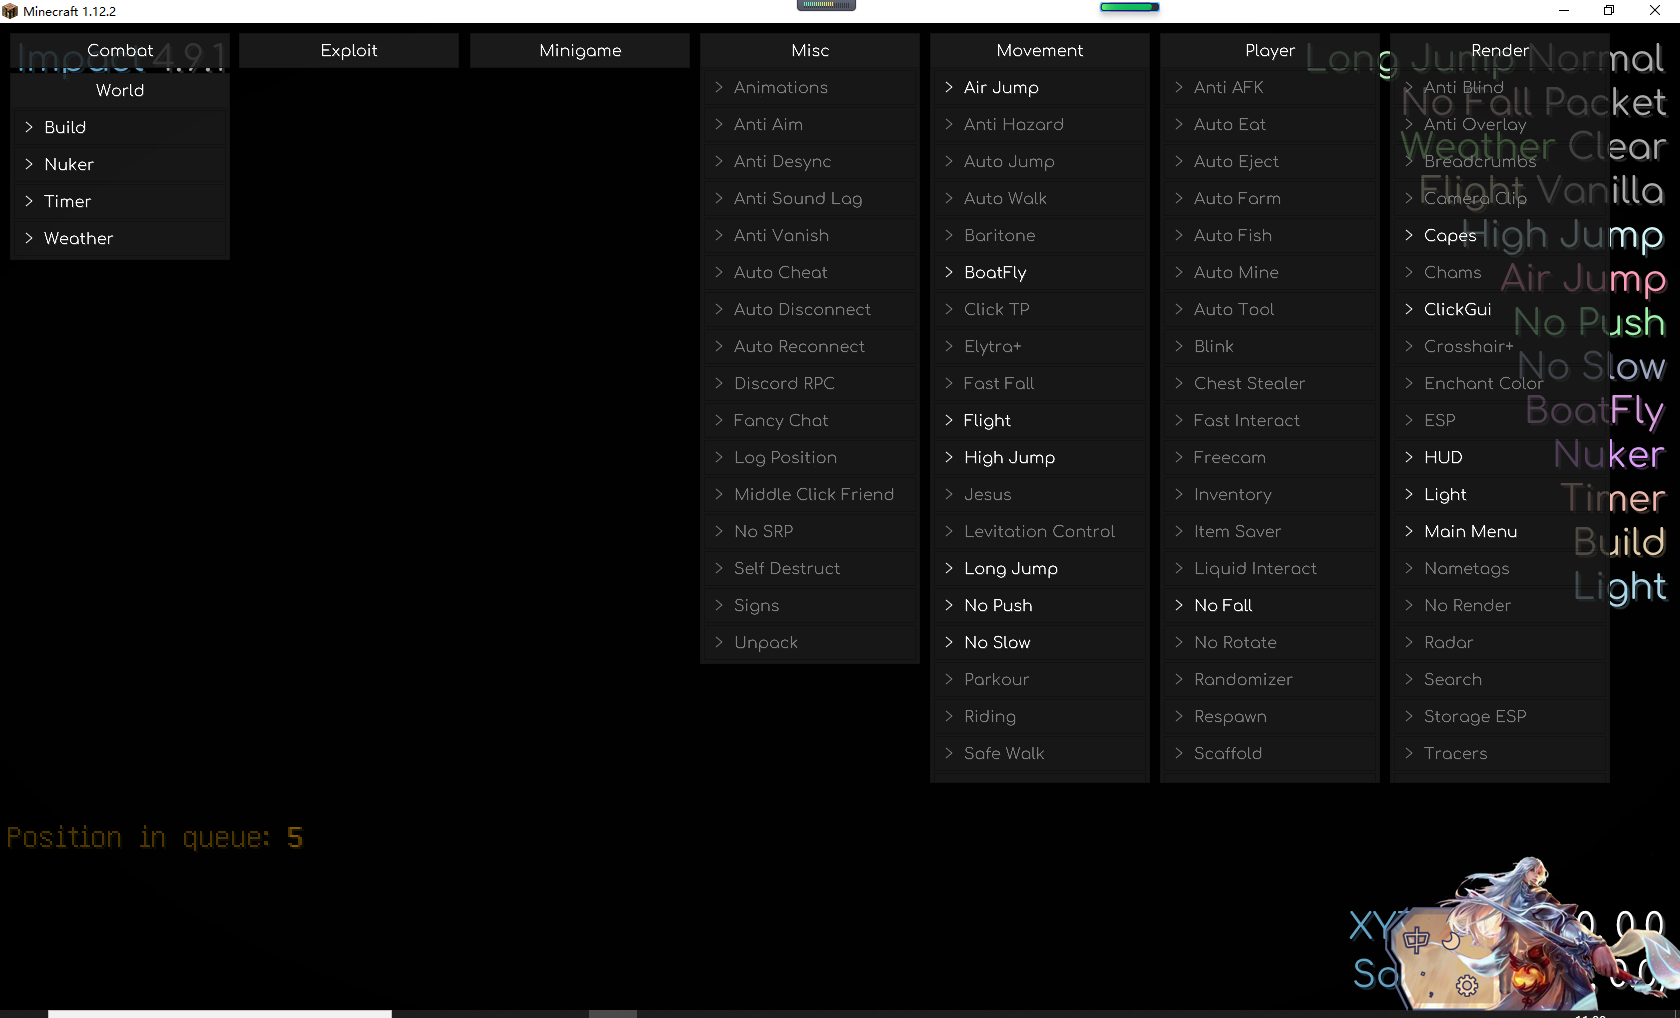 Minecraft 1.12.2
Impact 4.9.1
Combat
World
Build
Nuker
Timer
Weather
Exploit
Minigame
Misc
Animations
Anti Aim
Anti Desync
Anti Sound Lag
Anti Vanish
Auto Cheat
Auto Disconnect
Auto Reconnect
Discord RPC
Fancy Chat
Log Position
Middle Click Friend
No SRP
Self Destruct
Signs
Unpack
Movement
Air Jump
Anti Hazard
Auto Jump
Auto Walk
Baritone
BoatFly
Click TP
Elytra+
Fast Fall
Flight
High Jump
Jesus
Levitation Control
Long Jump
No Push
No Slow
Parkour
Riding
Safe Walk
Player
Anti AFK
Auto Eat
Auto Eject
Auto Farm
Auto Fish
Auto Mine
Auto Tool
Blink
Chest Stealer
Fast Interact
Freecam
Inventory
Item Saver
Liquid Interact
No Fall
No Rotate
Randomizer
Respawn
Scaffold
Render
Anti Blind
Anti Overlay
Breadcrumbs
Camera Clip
Capes
Chams
ClickGui
Crosshair+
Enchant Color
ESP
HUD
Light
Main Menu
Nametags
No Render
Radar
Search
Storage ESP
Tracers
Long Jump Normal
No Fall Packet
Weather Clear
Flight Vanilla
High Jump
Air Jump
No Push
No Slow
BoatFly
Nuker
Timer
Build
Light
Position in queue: 5
中